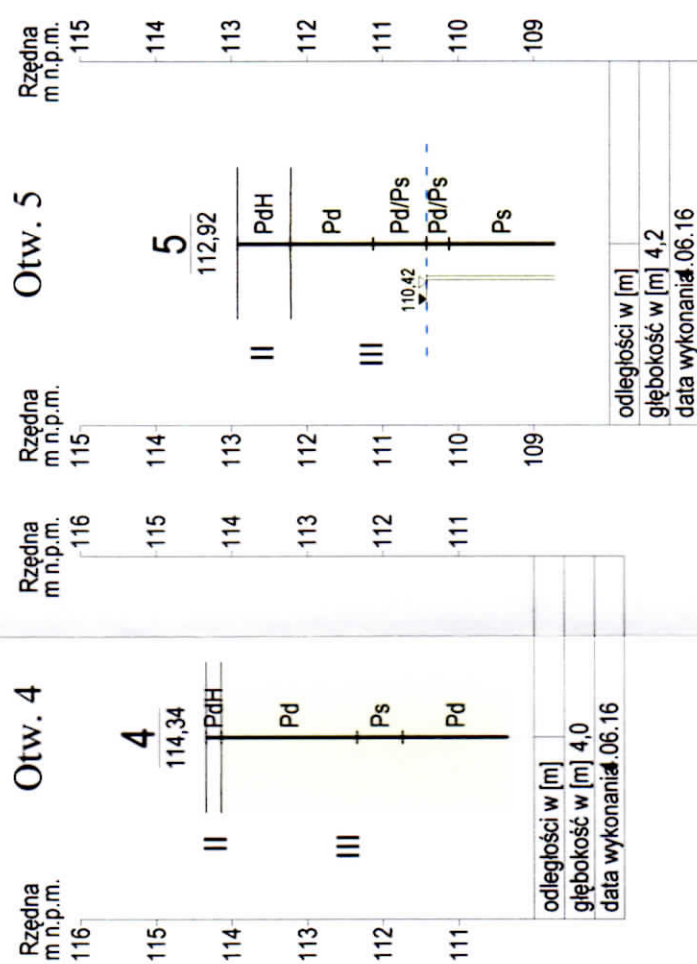 Otw. 4
Rzędna
m n.p.m.
Rzędna
m n.p.m.
116
115
114
113
112
111
116
115
114
113
112
111
4
114,34
II
III
PdH
Pd
Ps
Pd
odległości w [m]
głębokość w [m] 4,0
data wykonania .06.16
Otw. 5
Rzędna
m n.p.m.
Rzędna
m n.p.m.
115
114
113
112
111
110
109
115
114
113
112
111
110
109
5
112,92
II
III
PdH
Pd
Pd/Ps
110,42
Pd/Ps
Ps
odległości w [m]
głębokość w [m] 4,2
data wykonania .06.16